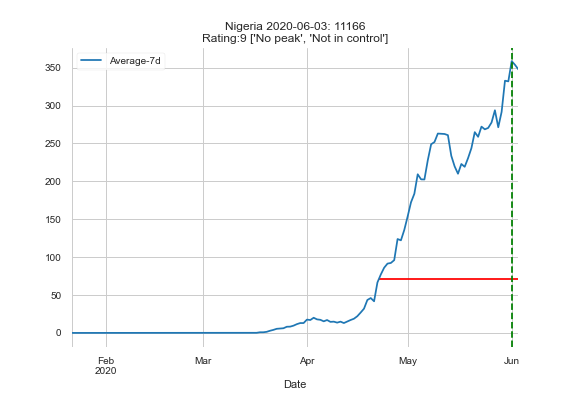 Nigeria 2020-06-03: 11166
Rating:9 ['No peak', 'Not in control']
Average-7d
350
300
250
200
150
100
50
0
Feb
2020
Mar
Apr
May
Jun
Date